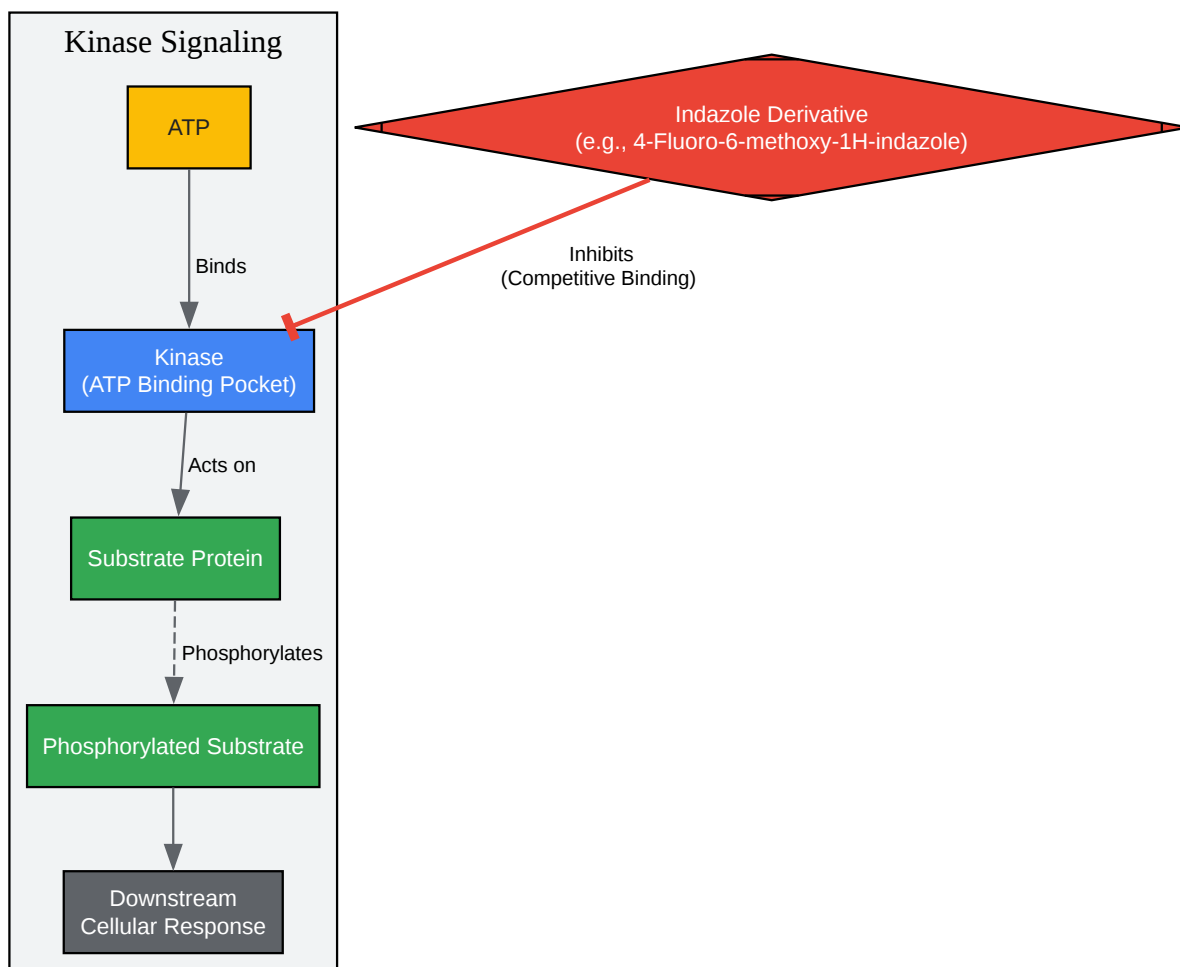 Kinase Signaling
ATP
Indazole Derivative
(e.g., 4-Fluoro-6-methoxy-1H-indazole)
Binds
Inhibits
(Competitive Binding)
Kinase
(ATP Binding Pocket)
Acts on
Substrate Protein
Phosphorylates
Phosphorylated Substrate
Downstream
Cellular Response